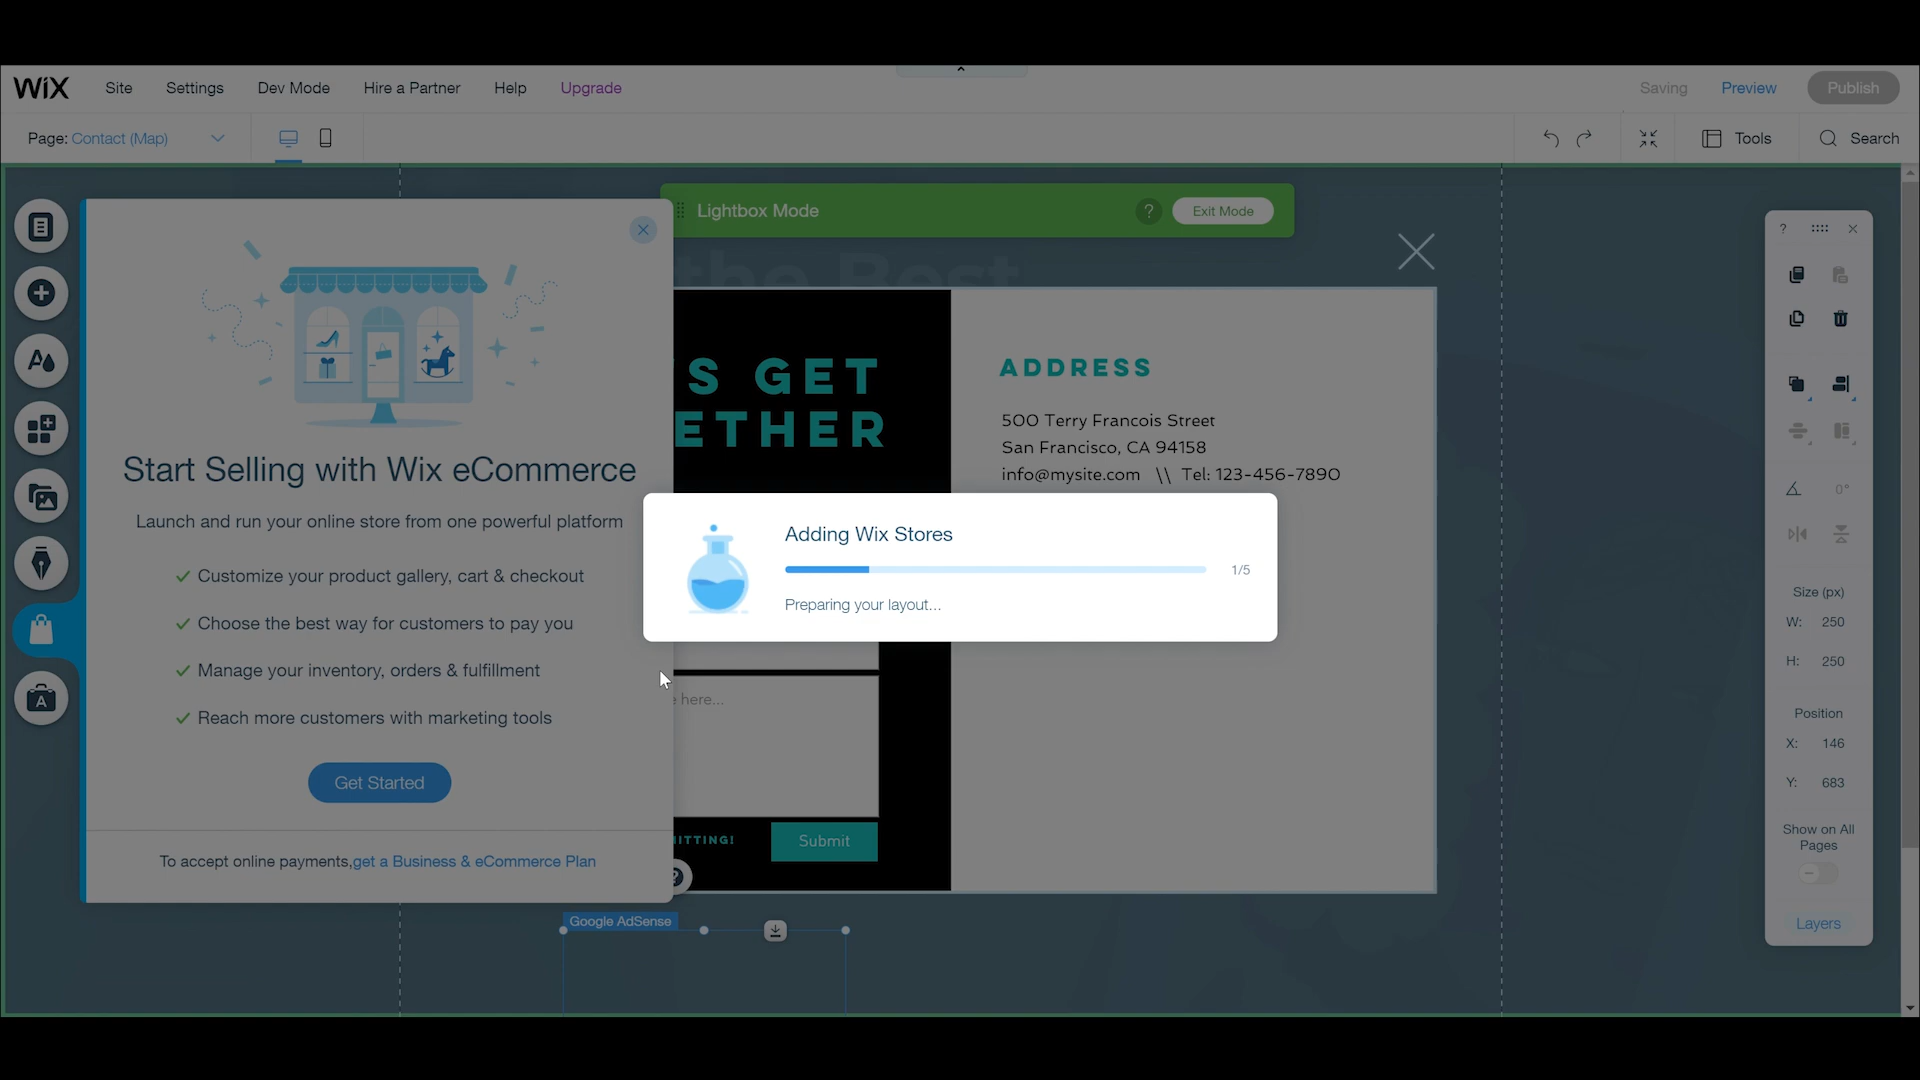 WiX
Site
Settings
Dev Mode
Hire a Partner
Help
Upgrade
Saving
Preview
Publish
Page: Contact (Map)
Tools
Search
Lightbox Mode
?
Exit Mode
the Best
Start Selling with Wix eCommerce
Launch and run your online store from one powerful platform
Customize your product gallery, cart & checkout
Choose the best way for customers to pay you
Manage your inventory, orders & fulfillment
Reach more customers with marketing tools
Get Started
To accept online payments,get a Business & eCommerce Plan
S GET
ETHER
ADDRESS
500 Terry Francois Street
San Francisco, CA 94158
info@mysite.com \\ Tel: 123-456-7890
Adding Wix Stores
1/5
Preparing your layout...
here...
ITTING!
Submit
?
Google AdSense
?
0°
Size (px)
W: 250
H: 250
Position
X: 146
Y: 683
Show on All
Pages
Layers